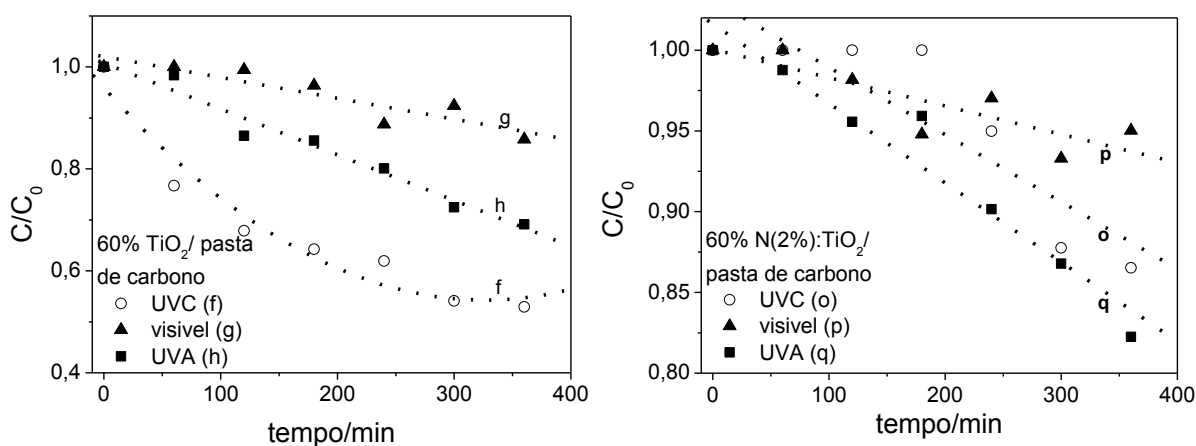 C/C0
1,0
0,8
0,6
0,4
g
h
f
60% TiO2/ pasta
de carbono
UVC (f)
visivel (g)
UVA (h)
0
100
200
300
400
tempo/min
C/C0
1,00
0,95
0,90
0,85
0,80
p
o
q
60% N(2%):TiO2/
pasta de carbono
UVC (o)
visivel (p)
UVA (q)
0
100
200
300
400
tempo/min